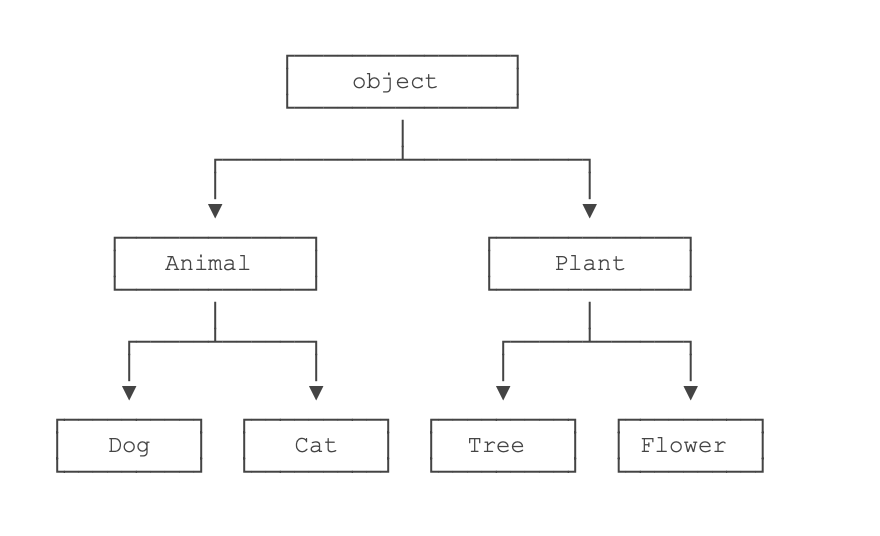 object
Animal
Plant
Dog
Cat
Tree
Flower